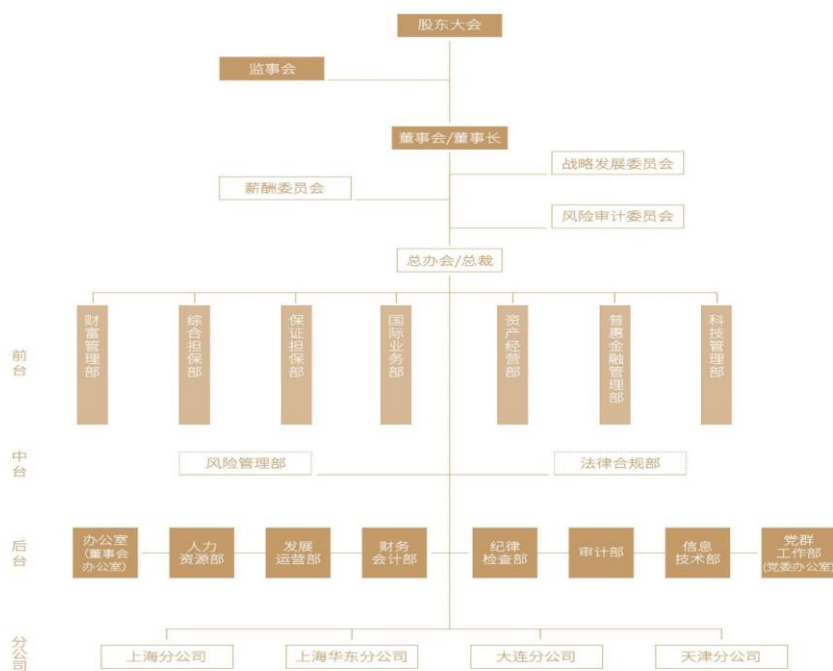 股东大会
监事会
董事会/董事长
战略发展委员会
薪酬委员会
风险审计委员会
总办会/总裁
前台
财富管理部
综合担保部
保证担保部
国际业务部
资产经营部
普惠金融管理部
科技管理部
中台
风险管理部
法律合规部
后台
办公室
(董事会
办公室)
人力
资源部
发展
运营部
财务
会计部
纪律
检查部
审计部
信息
技术部
党群
工作部
(党委办公室)
分公司
上海分公司
上海华东分公司
大连分公司
天津分公司